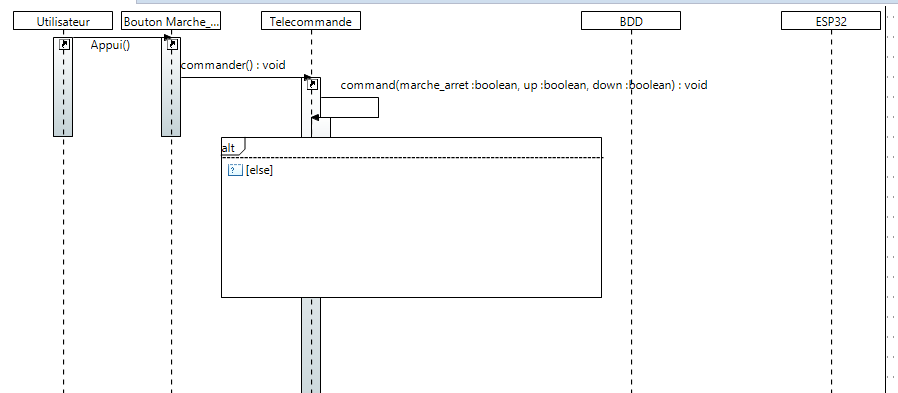 Utilisateur
Bouton Marche_...
Telecommande
BDD
ESP32
Appui()
commander() : void
command(marche_arret :boolean, up :boolean, down :boolean) : void
alt
? [else]